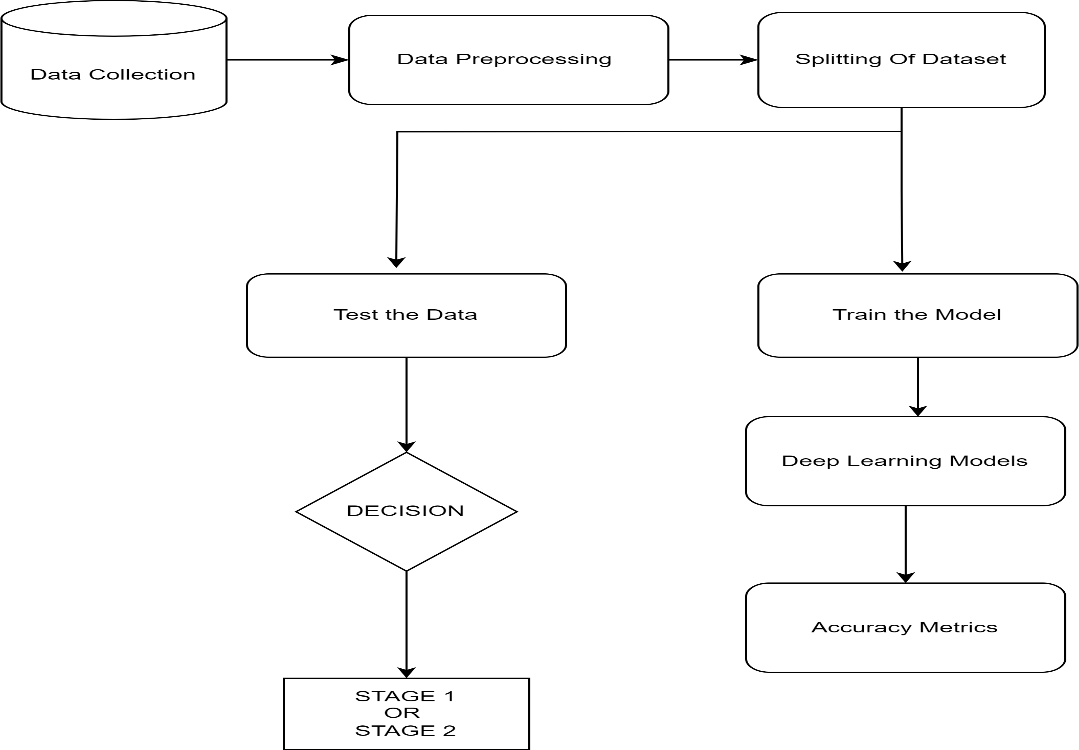 Data Collection
Data Preprocessing
Splitting Of Dataset
Test the Data
Train the Model
DECISION
Deep Learning Models
Accuracy Metrics
STAGE 1
OR
STAGE 2